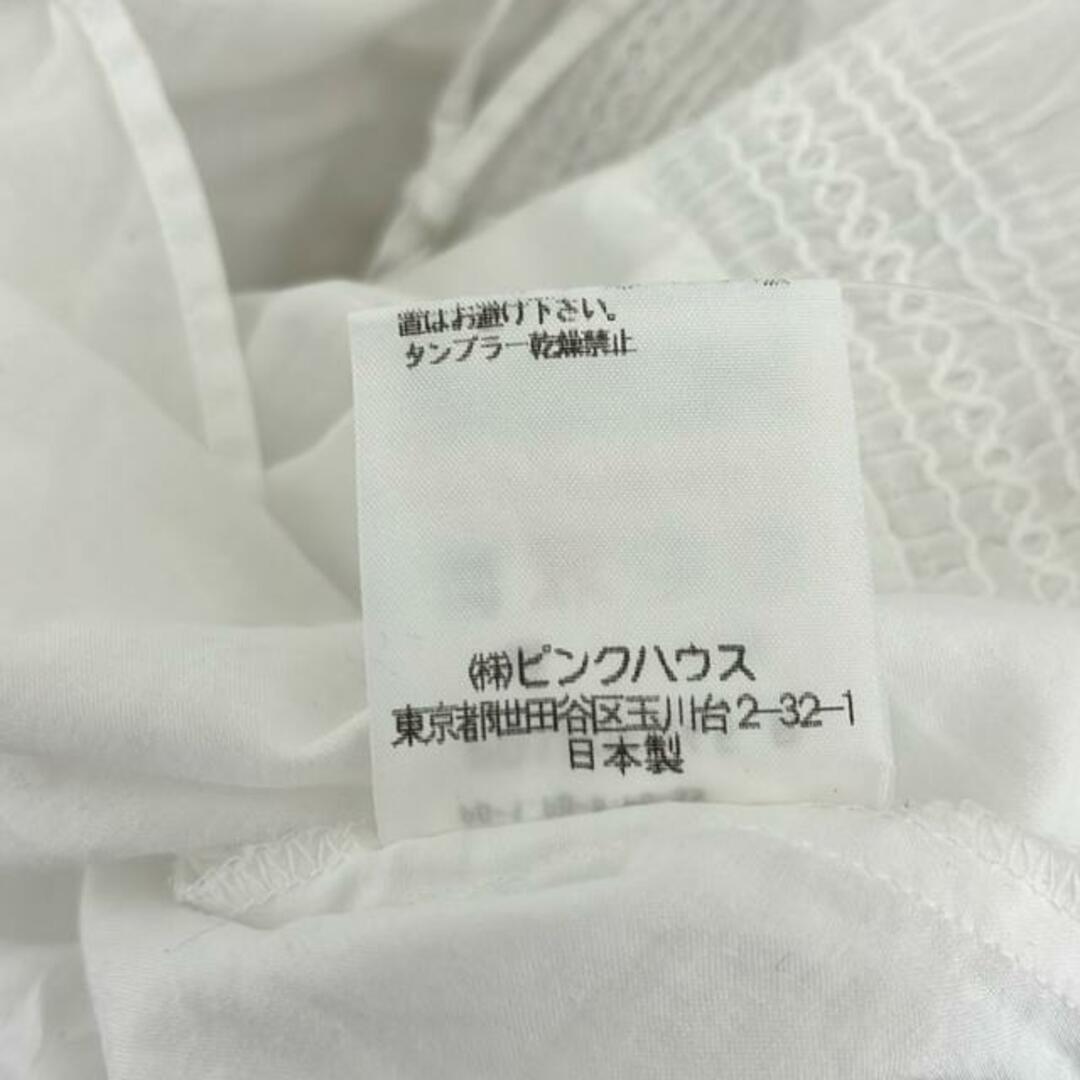 置はお避け下さい。
タンブラー乾燥禁止
(株)ピンクハウス
東京都世田谷区玉川台2-32-1
日本製